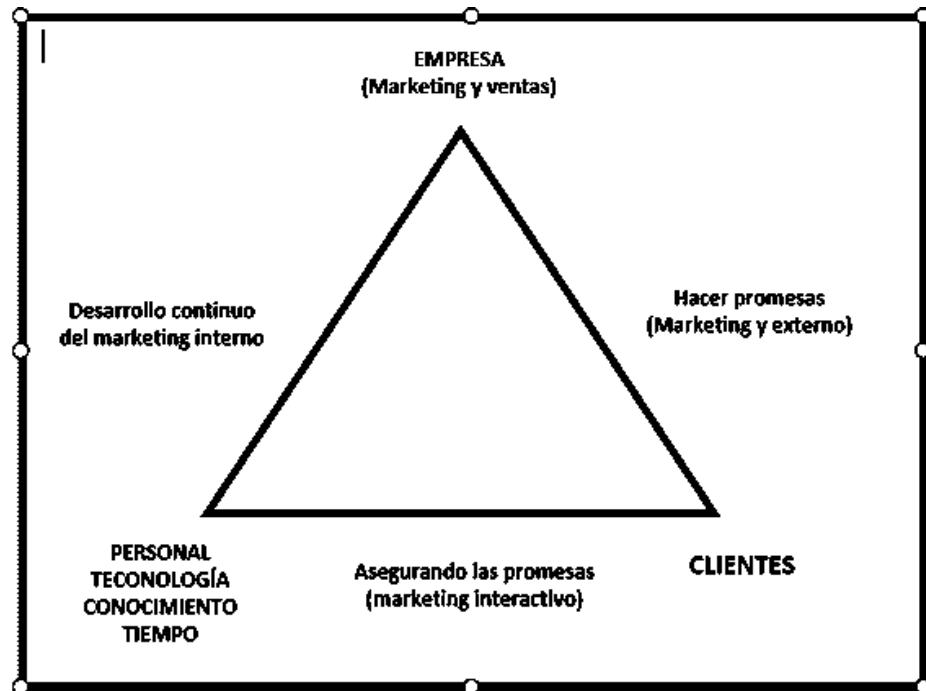 EMPRESA
(Marketing y ventas)
Desarrollo continuo
del marketing interno
Hacer promesas
(Marketing y externo)
PERSONAL
TECONOLOGÍA
CONOCIMIENTO
TIEMPO
Asegurando las promesas
(marketing interactivo)
CLIENTES